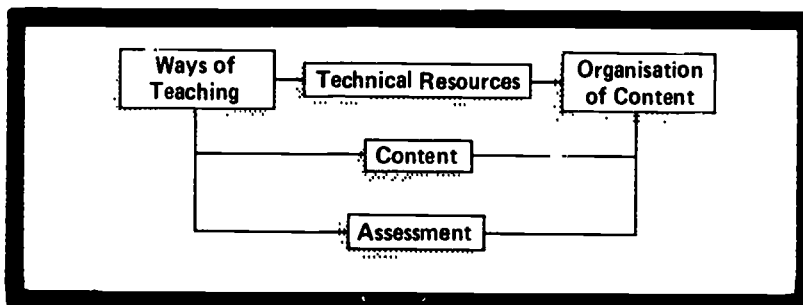 Ways of
Teaching
Technical Resources
Organisation
of Content
Content
Assessment